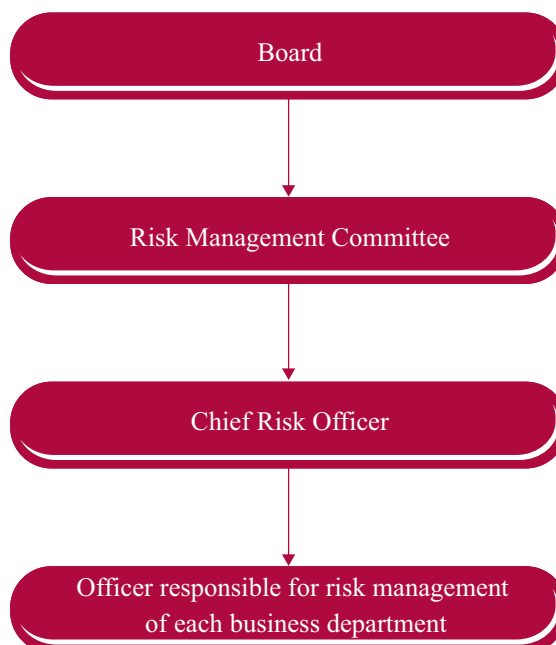 Board
Risk Management Committee
Chief Risk Officer
Officer responsible for risk management
of each business department